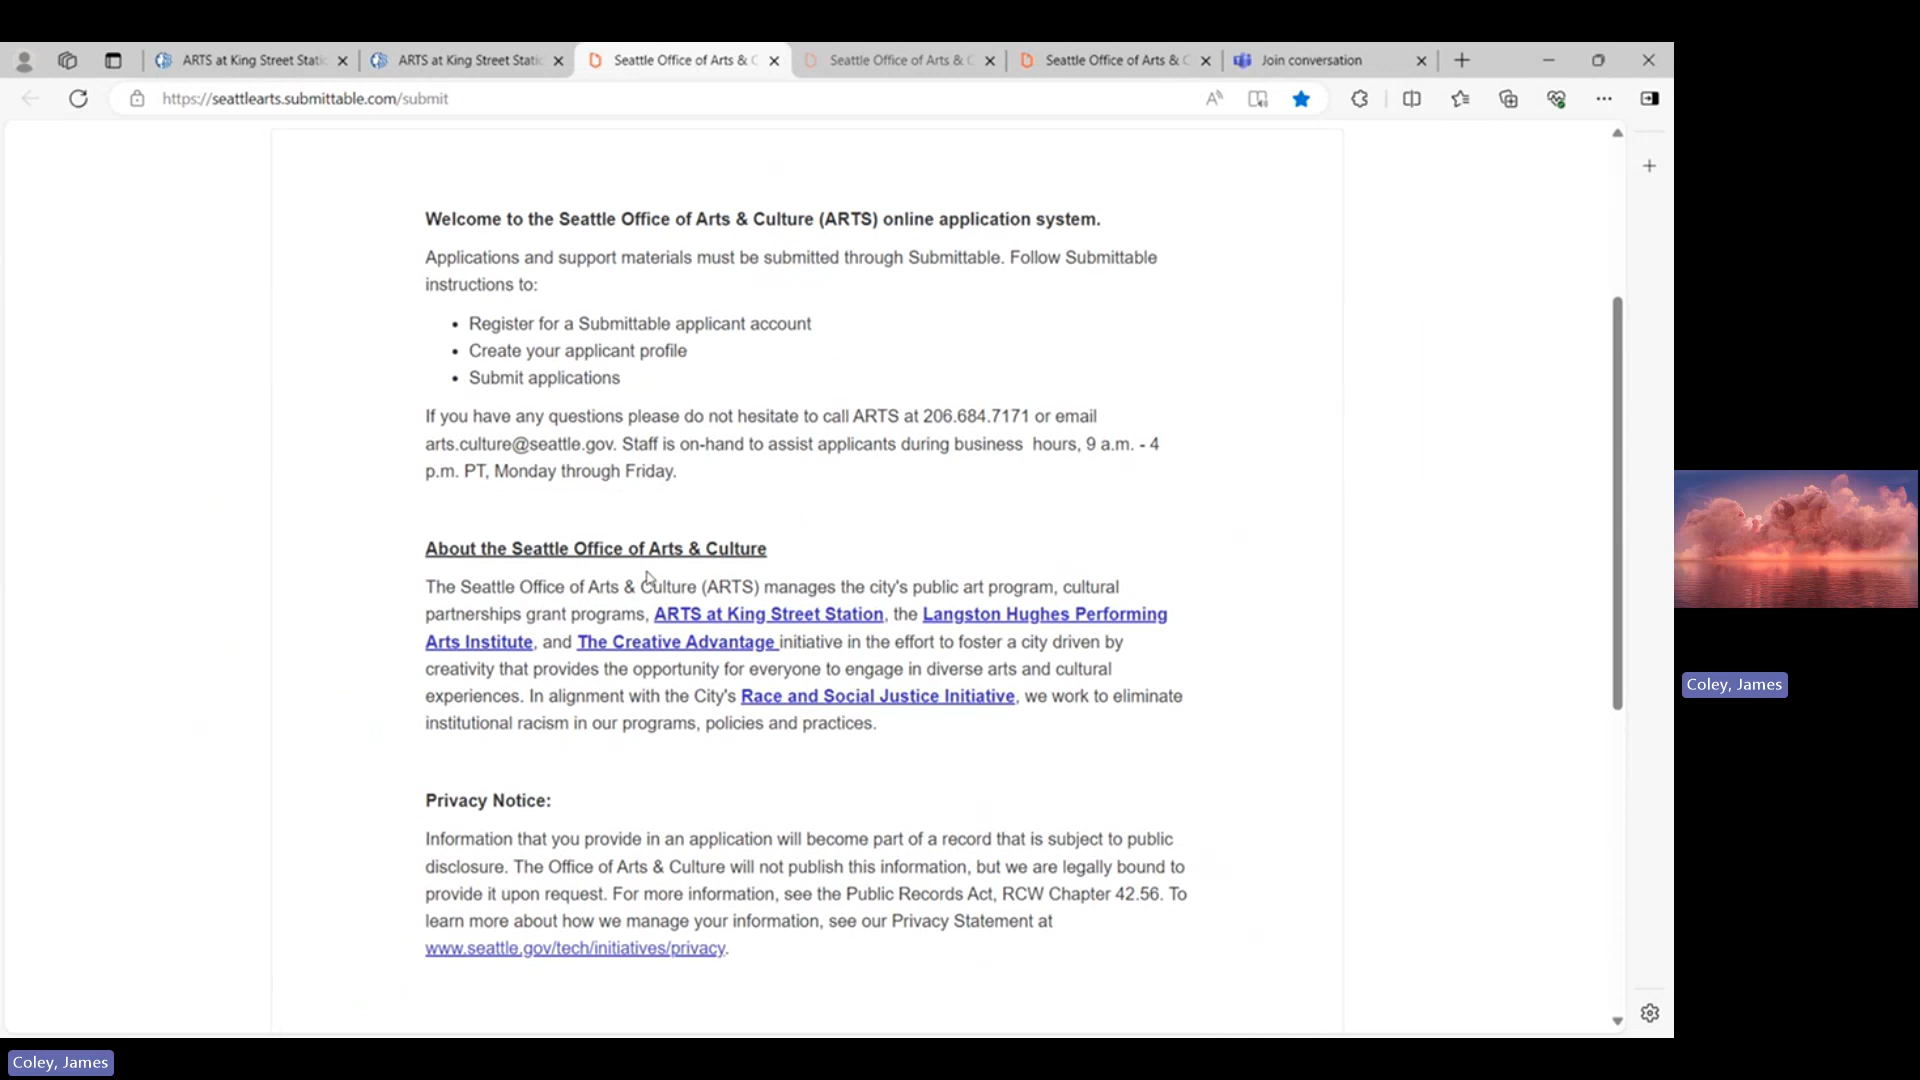 ARTS at King Street Stati
ARTS at King Street Stati
Seattle Office of Arts & C
Seattle Office of Arts & C
Seattle Office of Arts & C
Join conversation
https://seattlearts.submittable.com/submit
Welcome to the Seattle Office of Arts & Culture (ARTS) online application system.
Applications and support materials must be submitted through Submittable. Follow Submittable
instructions to:
• Register for a Submittable applicant account
• Create your applicant profile
• Submit applications
If you have any questions please do not hesitate to call ARTS at 206.684.7171 or email
arts.culture@seattle.gov. Staff is on-hand to assist applicants during business hours, 9 a.m. - 4
p.m. PT, Monday through Friday.
About the Seattle Office of Arts & Culture
The Seattle Office of Arts & Culture (ARTS) manages the city's public art program, cultural
partnerships grant programs, ARTS at King Street Station, the Langston Hughes Performing
Arts Institute, and The Creative Advantage initiative in the effort to foster a city driven by
creativity that provides the opportunity for everyone to engage in diverse arts and cultural
experiences. In alignment with the City's Race and Social Justice Initiative, we work to eliminate
institutional racism in our programs, policies and practices.
Privacy Notice:
Information that you provide in an application will become part of a record that is subject to public
disclosure. The Office of Arts & Culture will not publish this information, but we are legally bound to
provide it upon request. For more information, see the Public Records Act, RCW Chapter 42.56. To
learn more about how we manage your information, see our Privacy Statement at
www.seattle.gov/tech/initiatives/privacy.
Coley, James
Coley, James